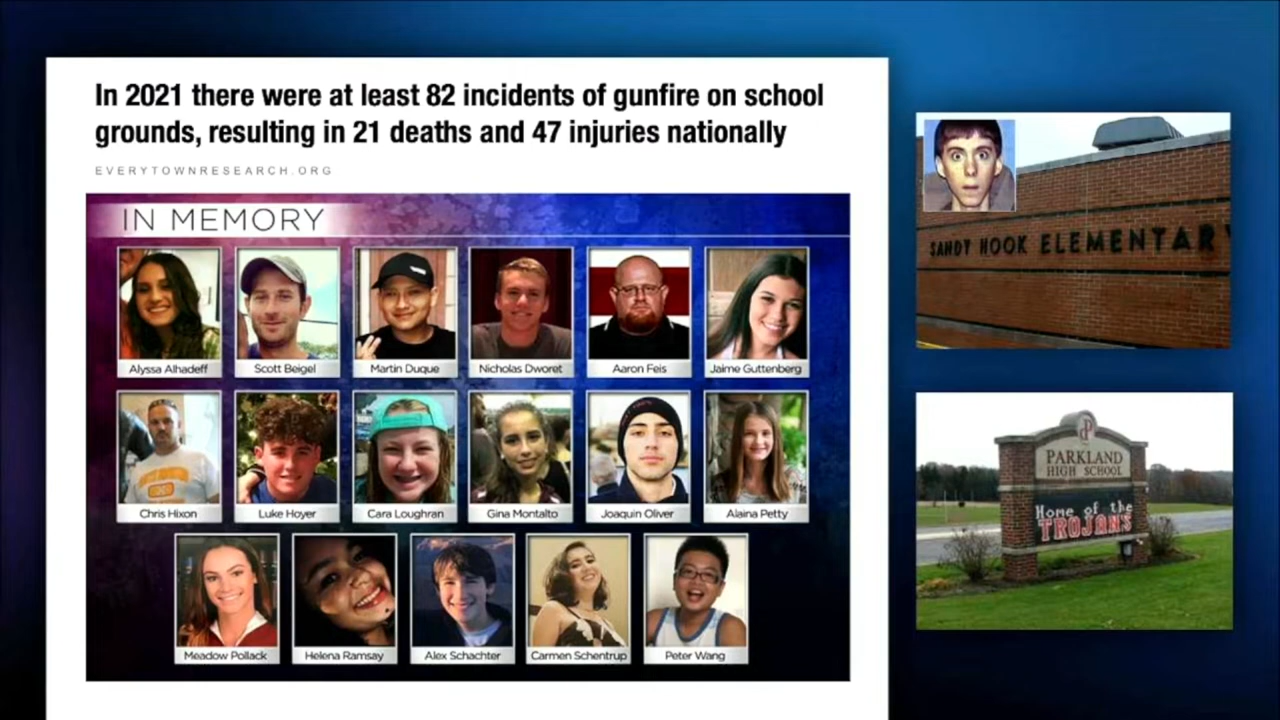 In 2021 there were at least 82 incidents of gunfire on school
grounds, resulting in 21 deaths and 47 injuries nationally
EVERYTOWNRESEARCH.ORG
IN MEMORY
Alyssa Alhadeff
Scott Beigel
Martin Duque
Nicholas Dworet
Aaron Feis
Jaime Guttenberg
Chris Hixon
Luke Hoyer
Cara Loughran
Gina Montalto
Joaquin Oliver
Alaina Petty
Meadow Pollack
Helena Ramsay
Alex Schachter
Carmen Schentrup
Peter Wang
SANDY HOOK ELEMENTARY
PARKLAND
HIGH SCHOOL
Home of the
TROJANS